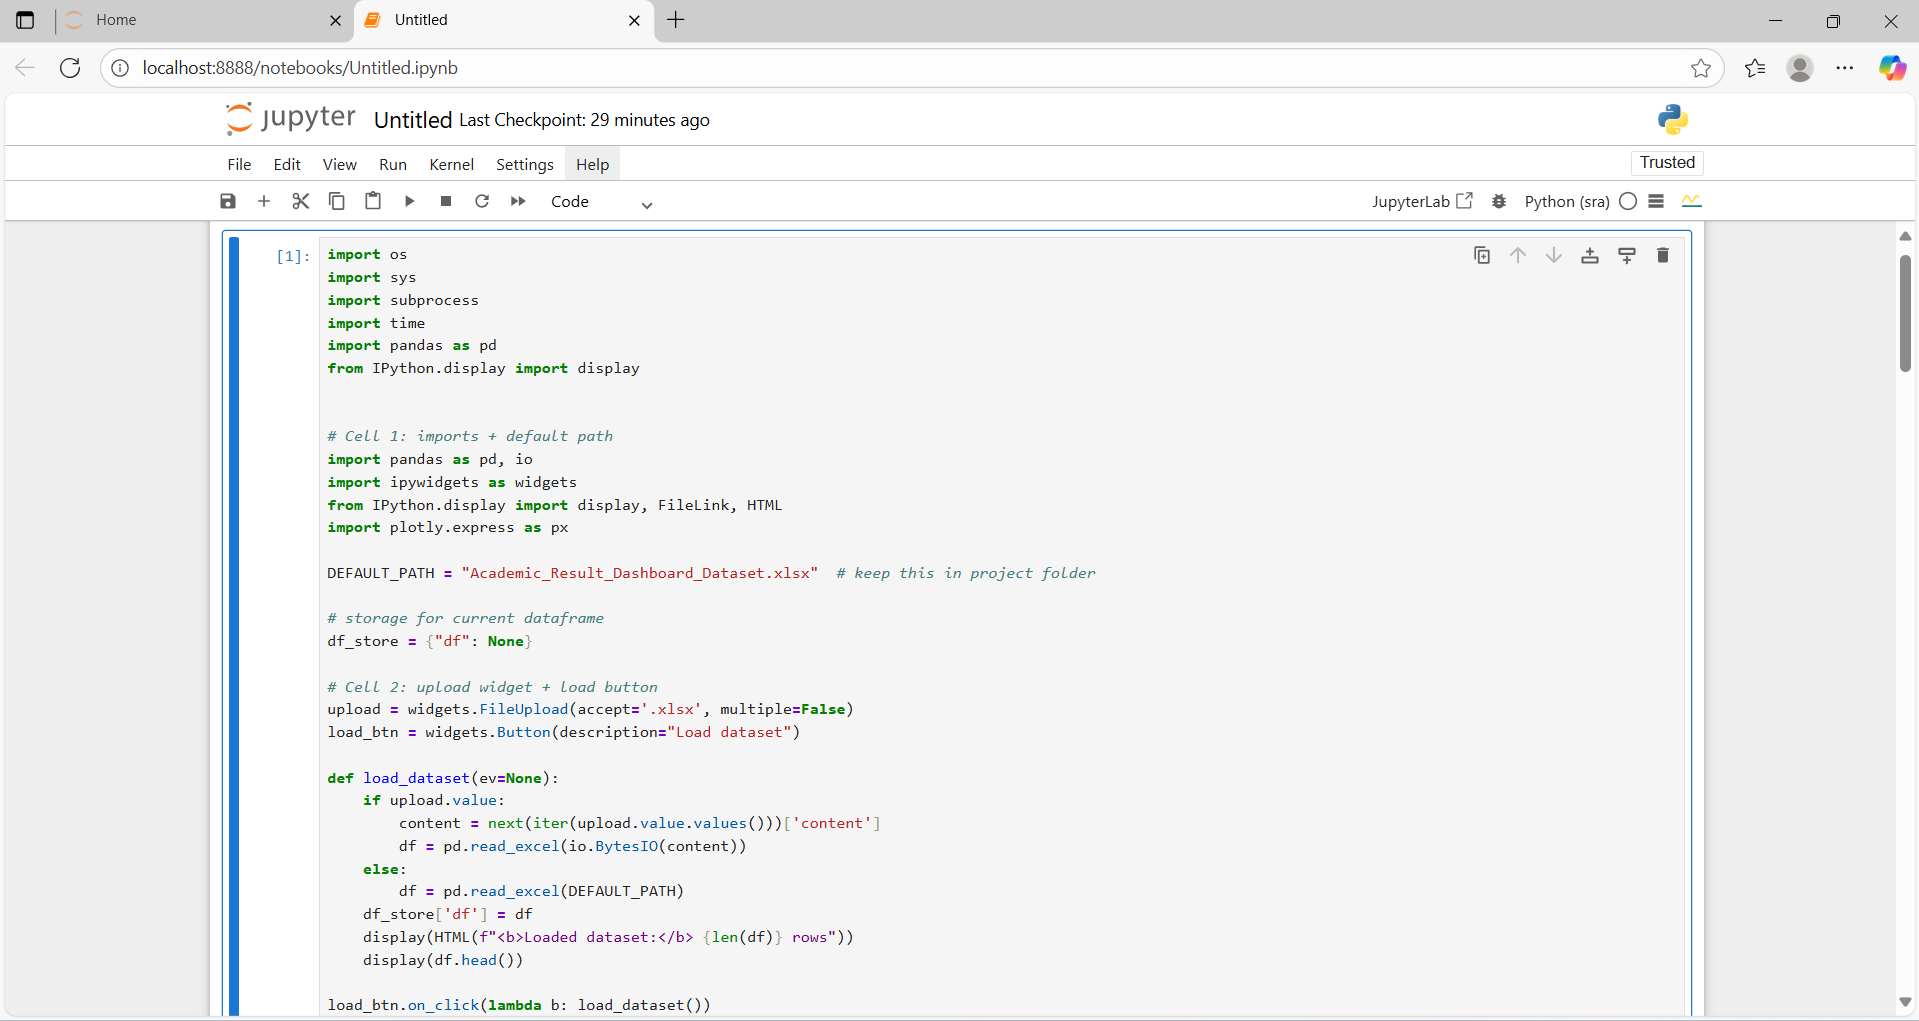 Home
Untitled
localhost:8888/notebooks/Untitled.ipynb
jupyter Untitled Last Checkpoint: 29 minutes ago
File Edit View Run Kernel Settings Help
Trusted
Code
JupyterLab Python (sra)
[1]:
import os
import sys
import subprocess
import time
import pandas as pd
from IPython.display import display
# Cell 1: imports + default path
import pandas as pd, io
import ipywidgets as widgets
from IPython.display import display, FileLink, HTML
import plotly.express as px
DEFAULT_PATH = "Academic_Result_Dashboard_Dataset.xlsx"  # keep this in project folder
# storage for current dataframe
df_store = {"df": None}
# Cell 2: upload widget + load button
upload = widgets.FileUpload(accept='.xlsx', multiple=False)
load_btn = widgets.Button(description="Load dataset")
def load_dataset(ev=None):
    if upload.value:
        content = next(iter(upload.value.values()))['content']
        df = pd.read_excel(io.BytesIO(content))
    else:
        df = pd.read_excel(DEFAULT_PATH)
    df_store['df'] = df
    display(HTML(f"<b>Loaded dataset:</b> {len(df)} rows"))
    display(df.head())
load_btn.on_click(lambda b: load_dataset())